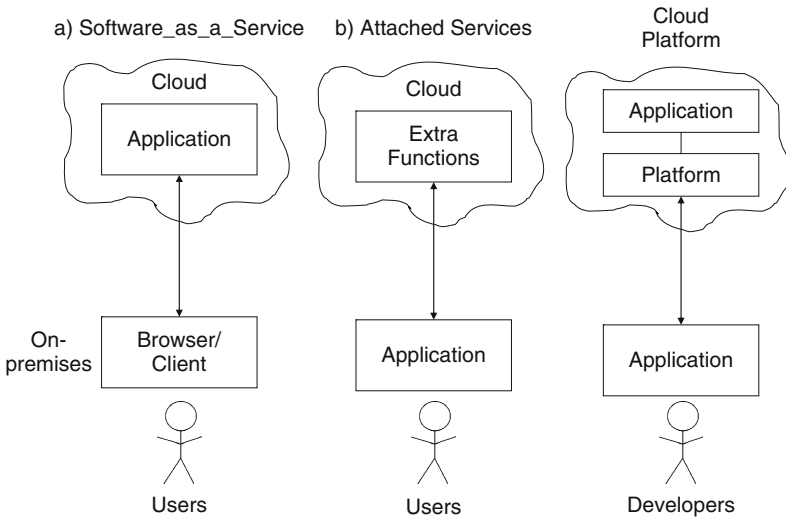 a) Software_as_a_Service
Cloud
Application
On-
premises
Browser/
Client
Users
b) Attached Services
Cloud
Extra
Functions
Application
Users
Cloud
Platform
Application
Platform
Application
Developers